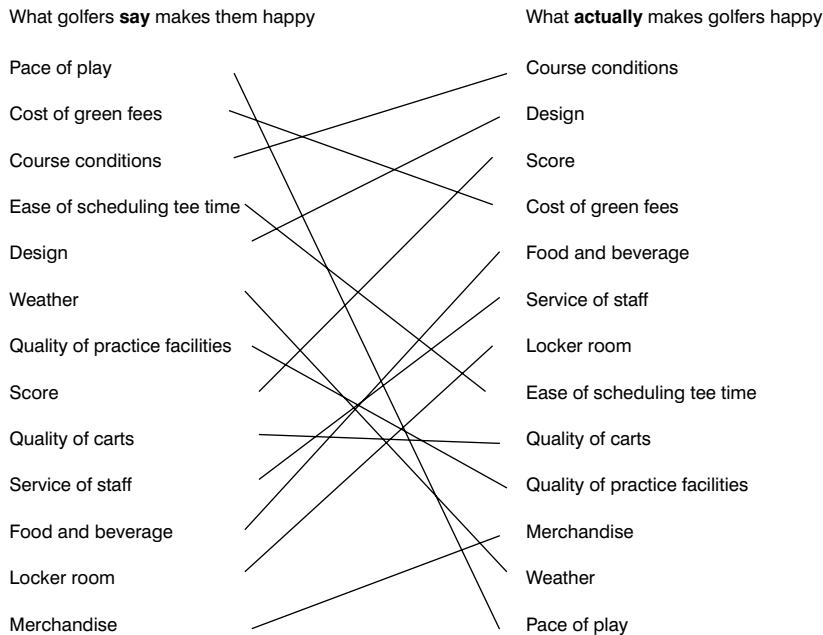 What golfers say makes them happy
Pace of play
Cost of green fees
Course conditions
Ease of scheduling tee time
Design
Weather
Quality of practice facilities
Score
Quality of carts
Service of staff
Food and beverage
Locker room
Merchandise
What actually makes golfers happy
Course conditions
Design
Score
Cost of green fees
Food and beverage
Service of staff
Locker room
Ease of scheduling tee time
Quality of carts
Quality of practice facilities
Merchandise
Weather
Pace of play